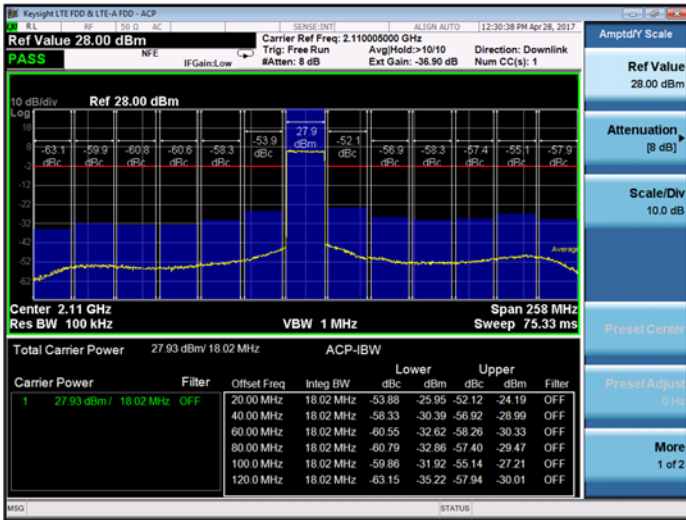 Keysight LTE FDD & LTE-A FDD - ACP
RL RF 50 Ω AC SENSE:INT ALIGN AUTO 12:30:38 PM Apr 28, 2017
Ref Value 28.00 dBm
PASS
NFE
IFGain:Low
Carrier Ref Freq: 2.110005000 GHz
Trig: Free Run Avg|Hold:>10/10 Direction: Downlink
#Atten: 8 dB Ext Gain: -36.90 dB Num CC(s): 1
10 dB/div Ref 28.00 dBm
Log
18
8
-2
-12
-22
-32
-42
-52
-62
-63.1 dBc
-59.9 dBc
-60.8 dBc
-60.6 dBc
-58.3 dBc
-53.9 dBc
27.9 dBm
-52.1 dBc
-56.9 dBc
-58.3 dBc
-57.4 dBc
-55.1 dBc
-57.9 dBc
Average
Center 2.11 GHz Span 258 MHz
Res BW 100 kHz VBW 1 MHz Sweep 75.33 ms
Total Carrier Power 27.93 dBm/ 18.02 MHz ACP-IBW
Lower Upper
Carrier Power Filter Offset Freq Integ BW dBc dBm dBc dBm Filter
1 27.93 dBm / 18.02 MHz OFF
20.00 MHz 18.02 MHz -53.88 -25.95 -52.12 -24.19 OFF
40.00 MHz 18.02 MHz -58.33 -30.39 -56.92 -28.99 OFF
60.00 MHz 18.02 MHz -60.55 -32.62 -58.26 -30.33 OFF
80.00 MHz 18.02 MHz -60.79 -32.86 -57.40 -29.47 OFF
100.0 MHz 18.02 MHz -59.86 -31.92 -55.14 -27.21 OFF
120.0 MHz 18.02 MHz -63.15 -35.22 -57.94 -30.01 OFF
MSG STATUS
Amptd/Y Scale
Ref Value
28.00 dBm
Attenuation
[8 dB]
Scale/Div
10.0 dB
Presel Center
Presel Adjust
0 Hz
More
1 of 2